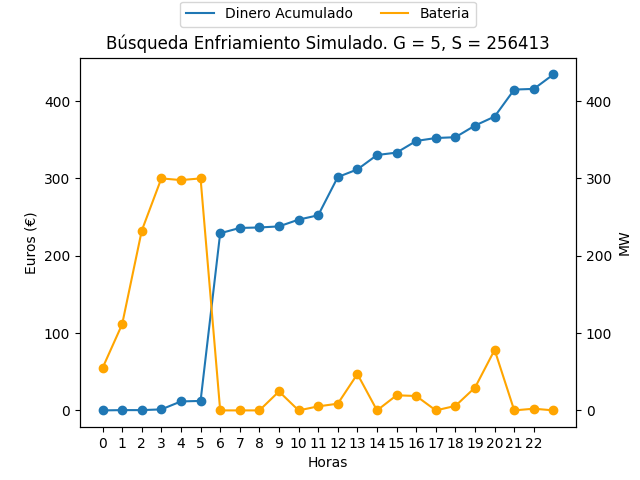 Dinero Acumulado Bateria
Búsqueda Enfriamiento Simulado. G = 5, S = 256413
400
300
200
100
0
Euros (€)
400
300
200
100
0
MW
0 1 2 3 4 5 6 7 8 9 10 11 12 13 14 15 16 17 18 19 20 21 22
Horas